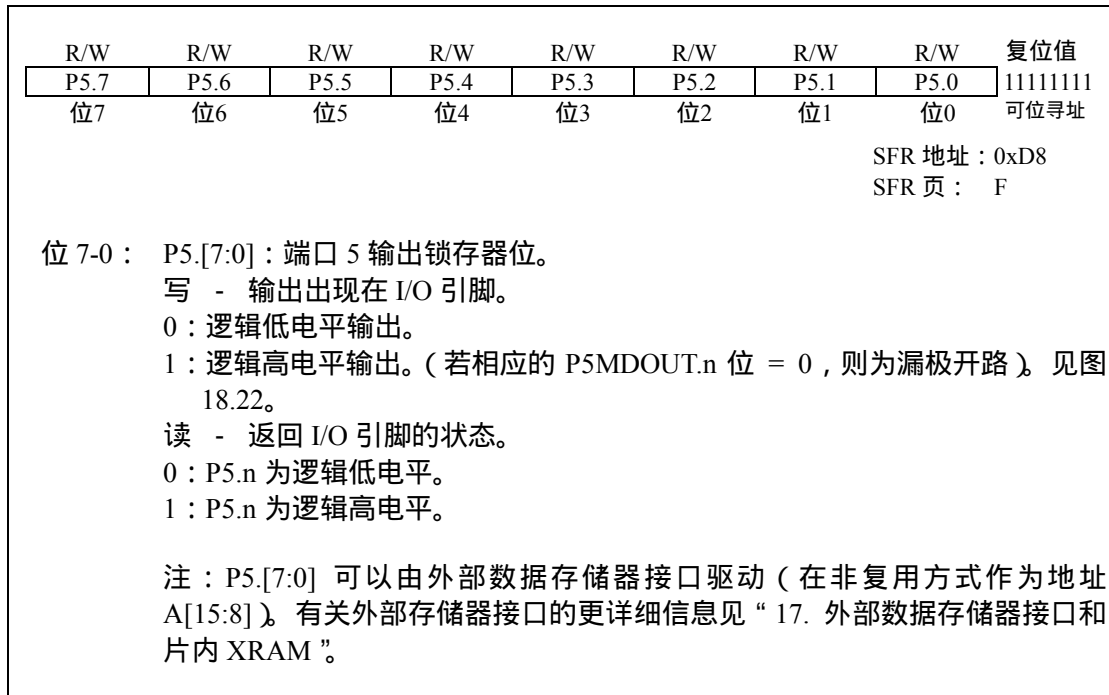 R/W R/W R/W R/W R/W R/W R/W R/W 复位值
P5.7 P5.6 P5.5 P5.4 P5.3 P5.2 P5.1 P5.0 11111111
位7 位6 位5 位4 位3 位2 位1 位0 可位寻址
SFR 地址：0xD8
SFR 页： F
位 7-0： P5.[7:0]：端口 5 输出锁存器位。
写 - 输出出现在 I/O 引脚。
0：逻辑低电平输出。
1：逻辑高电平输出。（若相应的 P5MDOUT.n 位 = 0，则为漏极开路）。见图
18.22。
读 - 返回 I/O 引脚的状态。
0：P5.n 为逻辑低电平。
1：P5.n 为逻辑高电平。
注：P5.[7:0] 可以由外部数据存储器接口驱动（在非复用方式作为地址
A[15:8]）。有关外部存储器接口的更详细信息见“17. 外部数据存储器接口和
片内 XRAM”。